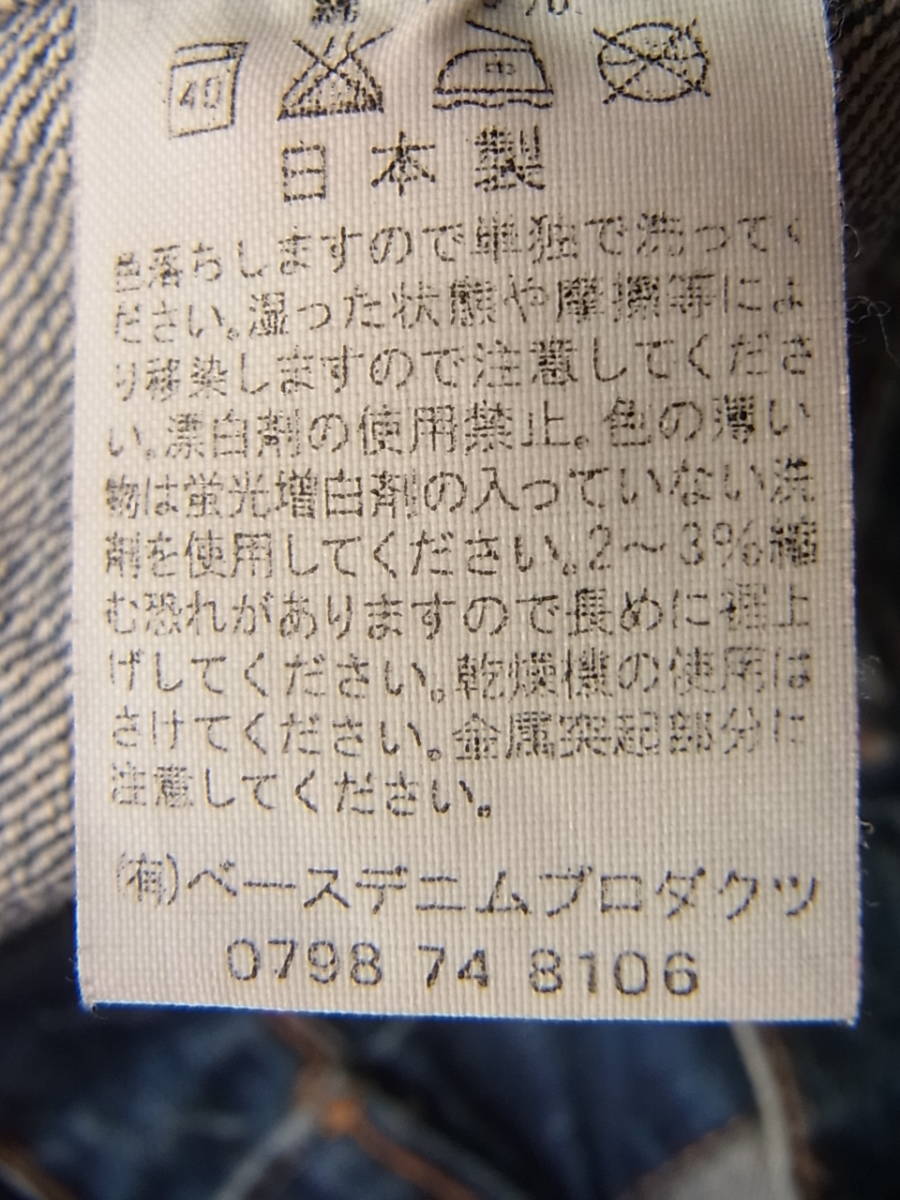 綿
40
日本製
色落ちしますので単独で洗ってく
ださい。湿った状態や摩擦等によ
り移染しますので注意してくださ
い。漂白剤の使用禁止。色の薄い
物は蛍光増白剤の入っていない洗
剤を使用してください。2～3%縮
む恐れがありますので長めに裾上
げしてください。乾燥機の使用は
さけてください。金属突起部分に
注意してください。
(有)ベースデニムプロダクツ
0798 74 8106